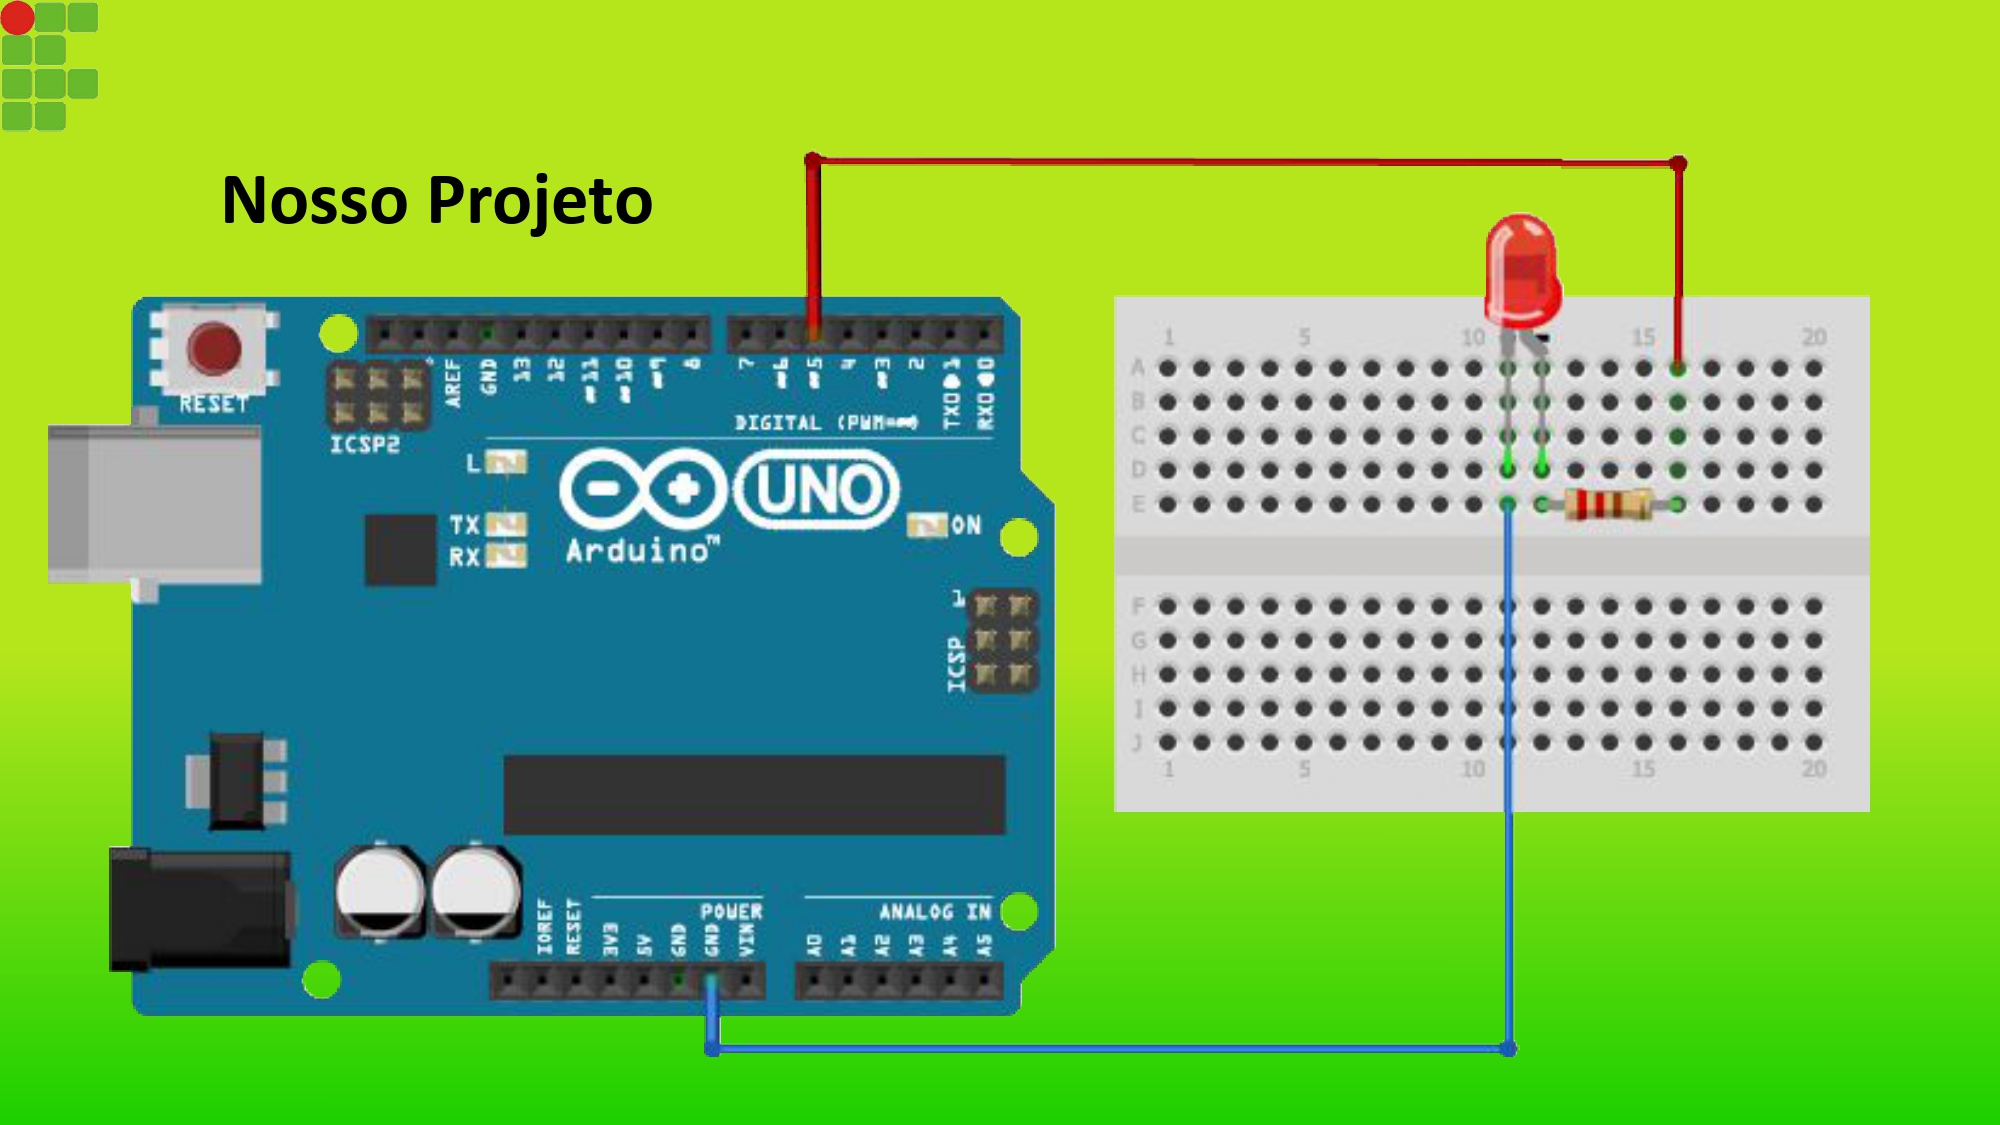 Nosso Projeto
RESET
ICSP2
AREF
GND
13
12
~11
~10
~9
8
7
~6
~5
4
~3
2
TX0▶1
RX0◀0
DIGITAL (PWM=~)
L
TX
RX
UNO
Arduino™
ON
1
ICSP
IOREF
RESET
3V3
5V
GND
GND
VIN
POWER
ANALOG IN
A0
A1
A2
A3
A4
A5
1 5 10 15 20
A
B
C
D
E
F
G
H
I
J
1 5 10 15 20